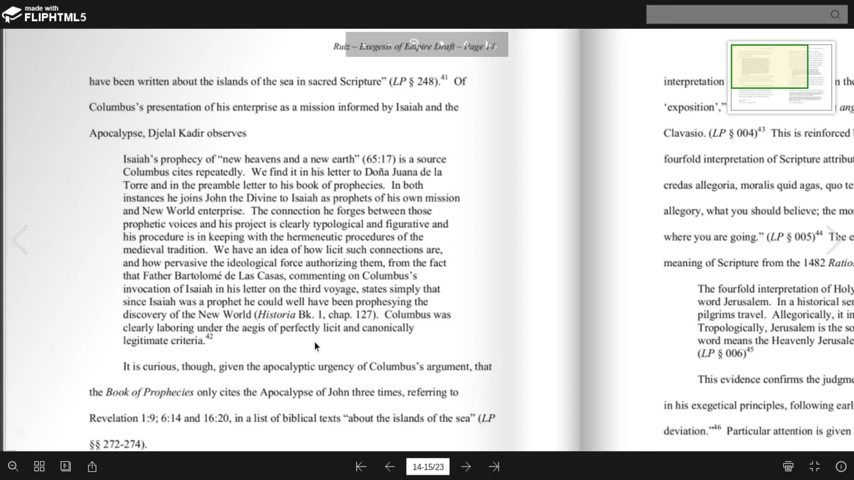 made with
FLIPHTML5
Ruiz – Exegesis of Empire Draft – Page 14
have been written about the islands of the sea in sacred Scripture” (LP § 248).41 Of
Columbus’s presentation of his enterprise as a mission informed by Isaiah and the
Apocalypse, Djelal Kadir observes
Isaiah’s prophecy of “new heavens and a new earth” (65:17) is a source
Columbus cites repeatedly. We find it in his letter to Doña Juana de la
Torre and in the preamble letter to his book of prophecies. In both
instances he joins John the Divine to Isaiah as prophets of his own mission
and New World enterprise. The connection he forges between those
prophetic voices and his project is clearly typological and figurative and
his procedure is in keeping with the hermeneutic procedures of the
medieval tradition. We have an idea of how licit such connections are,
and how pervasive the ideological force authorizing them, from the fact
that Father Bartolomé de Las Casas, commenting on Columbus’s
invocation of Isaiah in his letter on the third voyage, states simply that
since Isaiah was a prophet he could well have been prophesying the
discovery of the New World (Historia Bk. 1, chap. 127). Columbus was
clearly laboring under the aegis of perfectly licit and canonically
legitimate criteria.42
It is curious, though, given the apocalyptic urgency of Columbus’s argument, that
the Book of Prophecies only cites the Apocalypse of John three times, referring to
Revelation 1:9; 6:14 and 16:20, in a list of biblical texts “about the islands of the sea” (LP
§§ 272-274).
interpretation in the
‘exposition’,”
Clavasio. (LP § 004)43 This is reinforced
fourfold interpretation of Scripture attribut
credas allegoria, moralis quid agas, quo te
allegory, what you should believe; the mo
where you are going.” (LP § 005)44 The e
meaning of Scripture from the 1482 Ratio
The fourfold interpretation of Holy
word Jerusalem. In a historical se
pilgrims travel. Allegorically, it in
Tropologically, Jerusalem is the so
word means the Heavenly Jerusale
(LP § 006)45
This evidence confirms the judgme
in his exegetical principles, following earl
deviation.”46 Particular attention is given
14-15/23